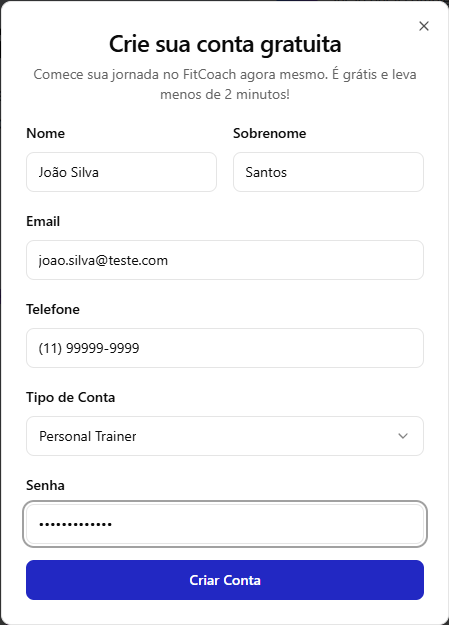 Crie sua conta gratuita
Comece sua jornada no FitCoach agora mesmo. É grátis e leva
menos de 2 minutos!
Nome
Sobrenome
João Silva
Santos
Email
joao.silva@teste.com
Telefone
(11) 99999-9999
Tipo de Conta
Personal Trainer
Senha
•••••••••••••
Criar Conta